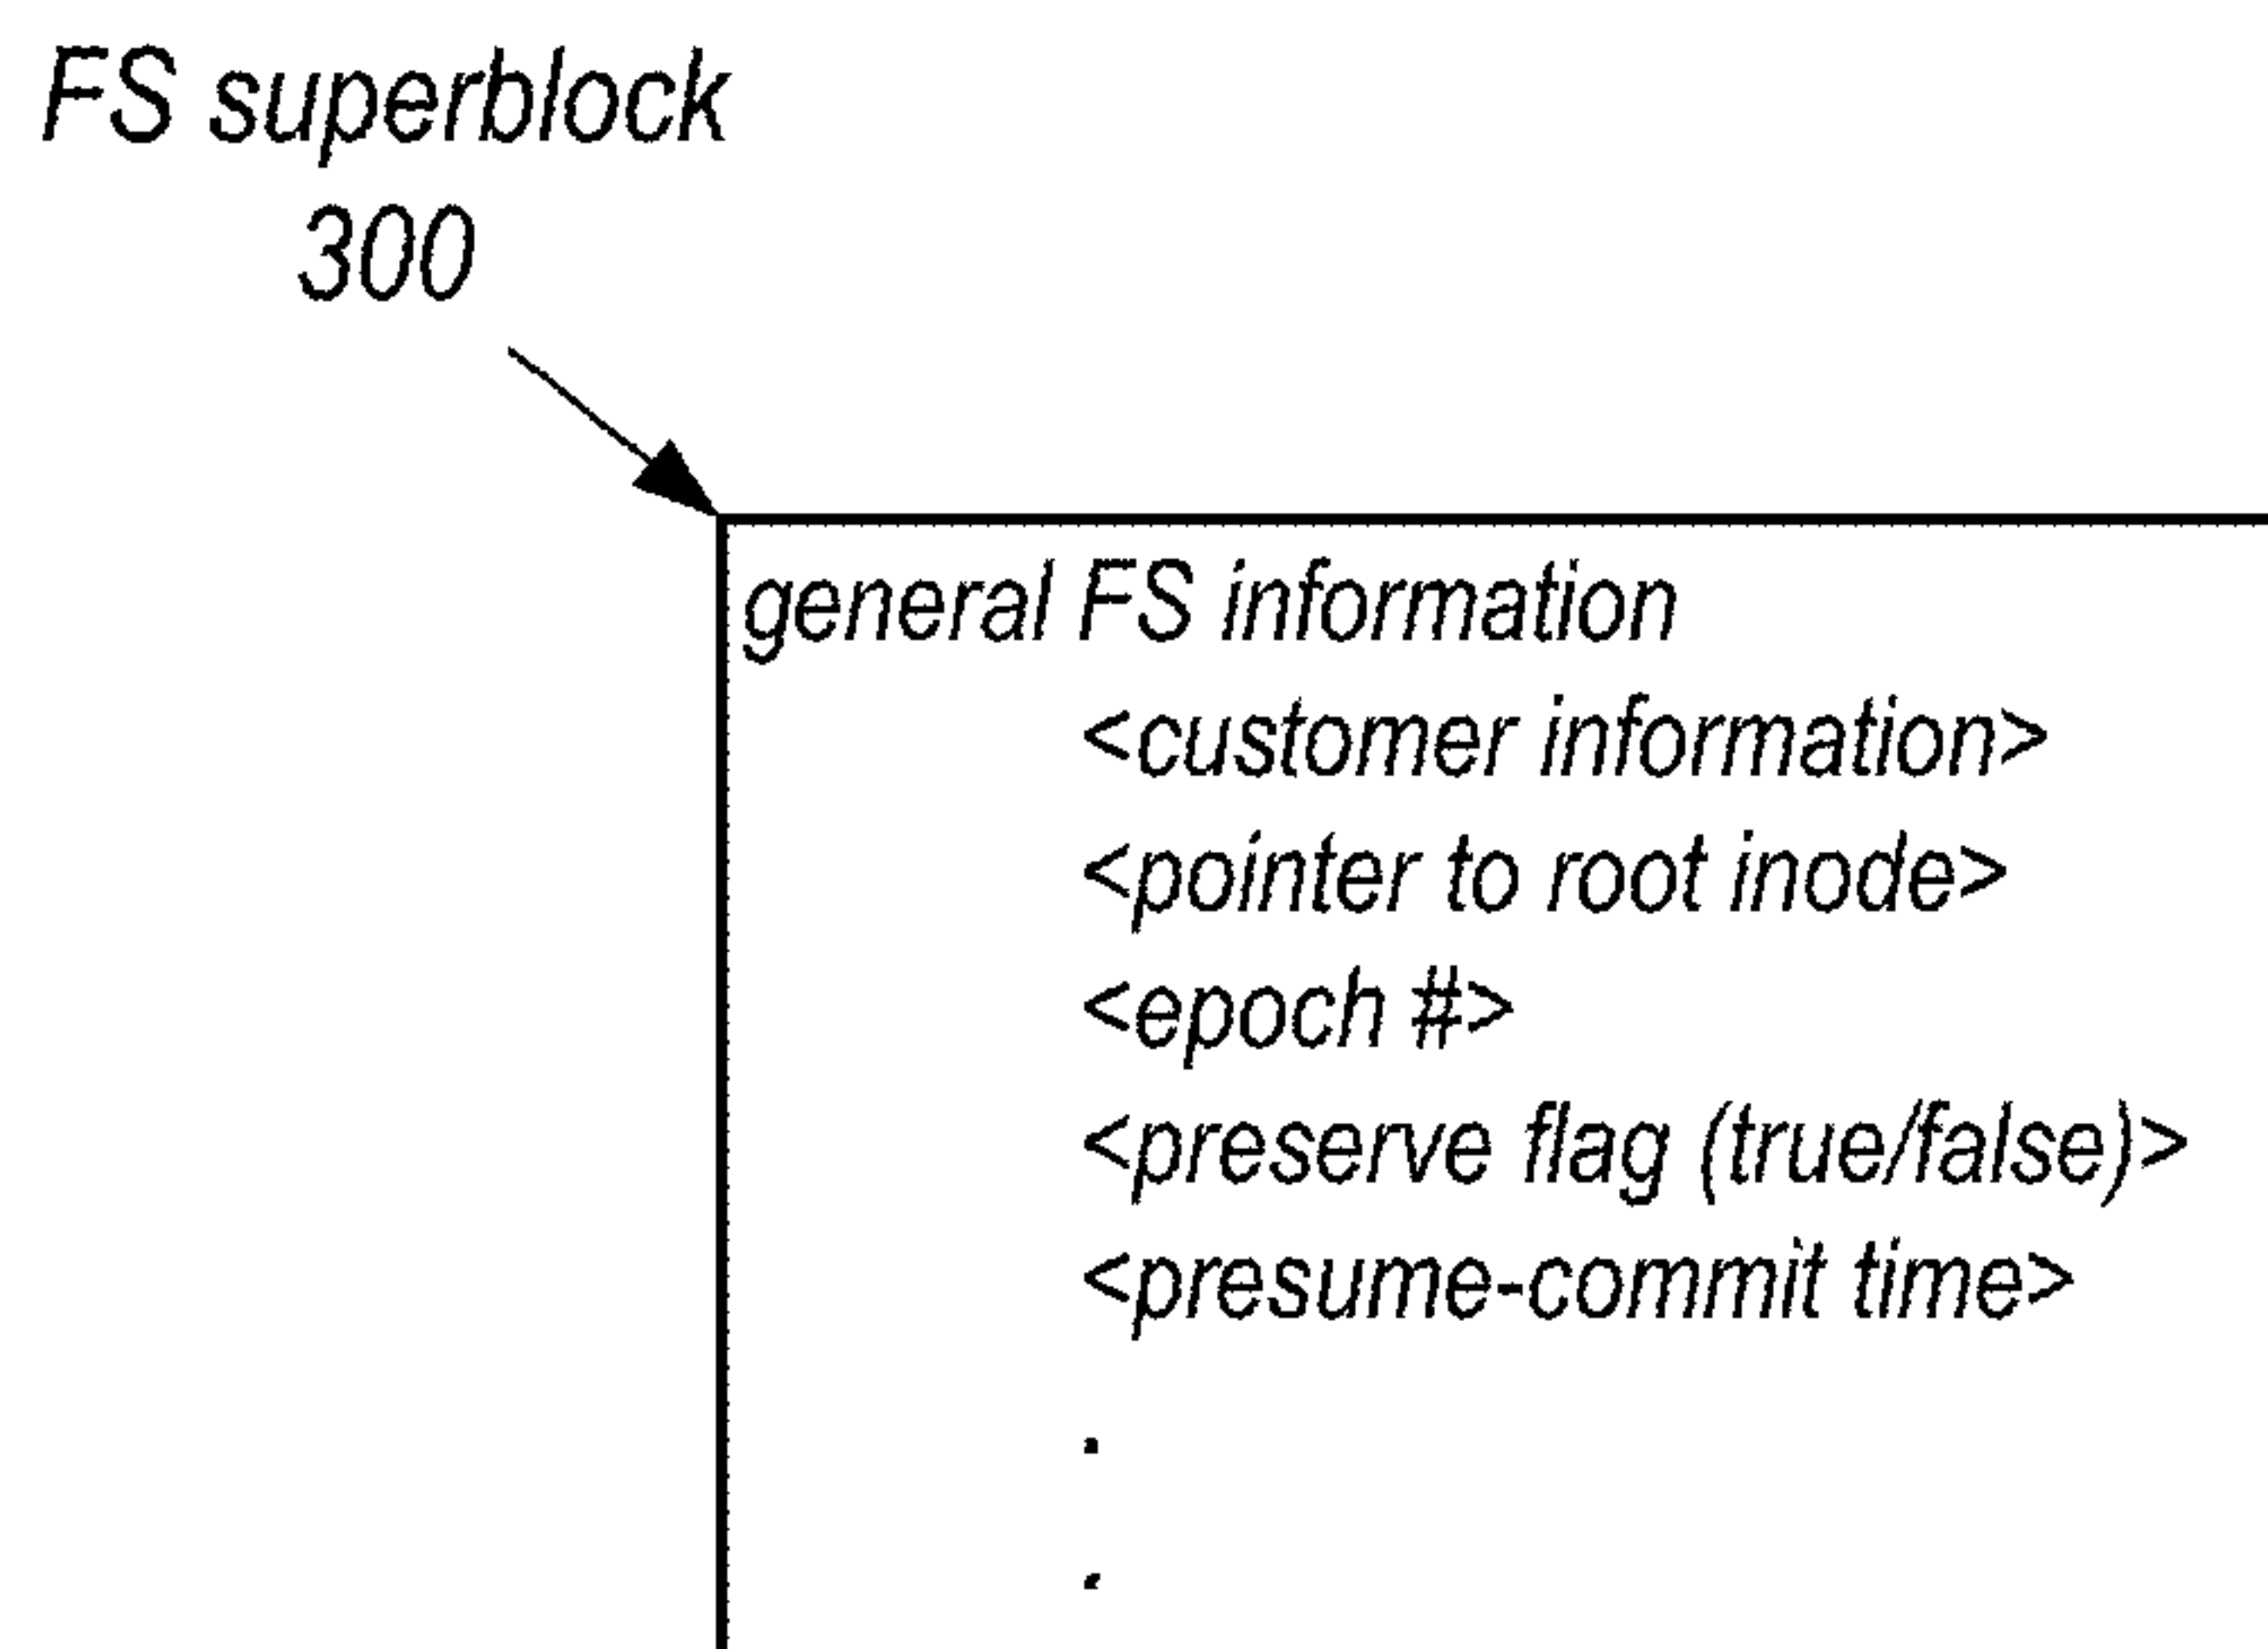 FS superblock
300
general FS information
<customer information>
<pointer to root inode>
<epoch #>
<preserve flag (true/false)>
<presume-commit time>
.
.